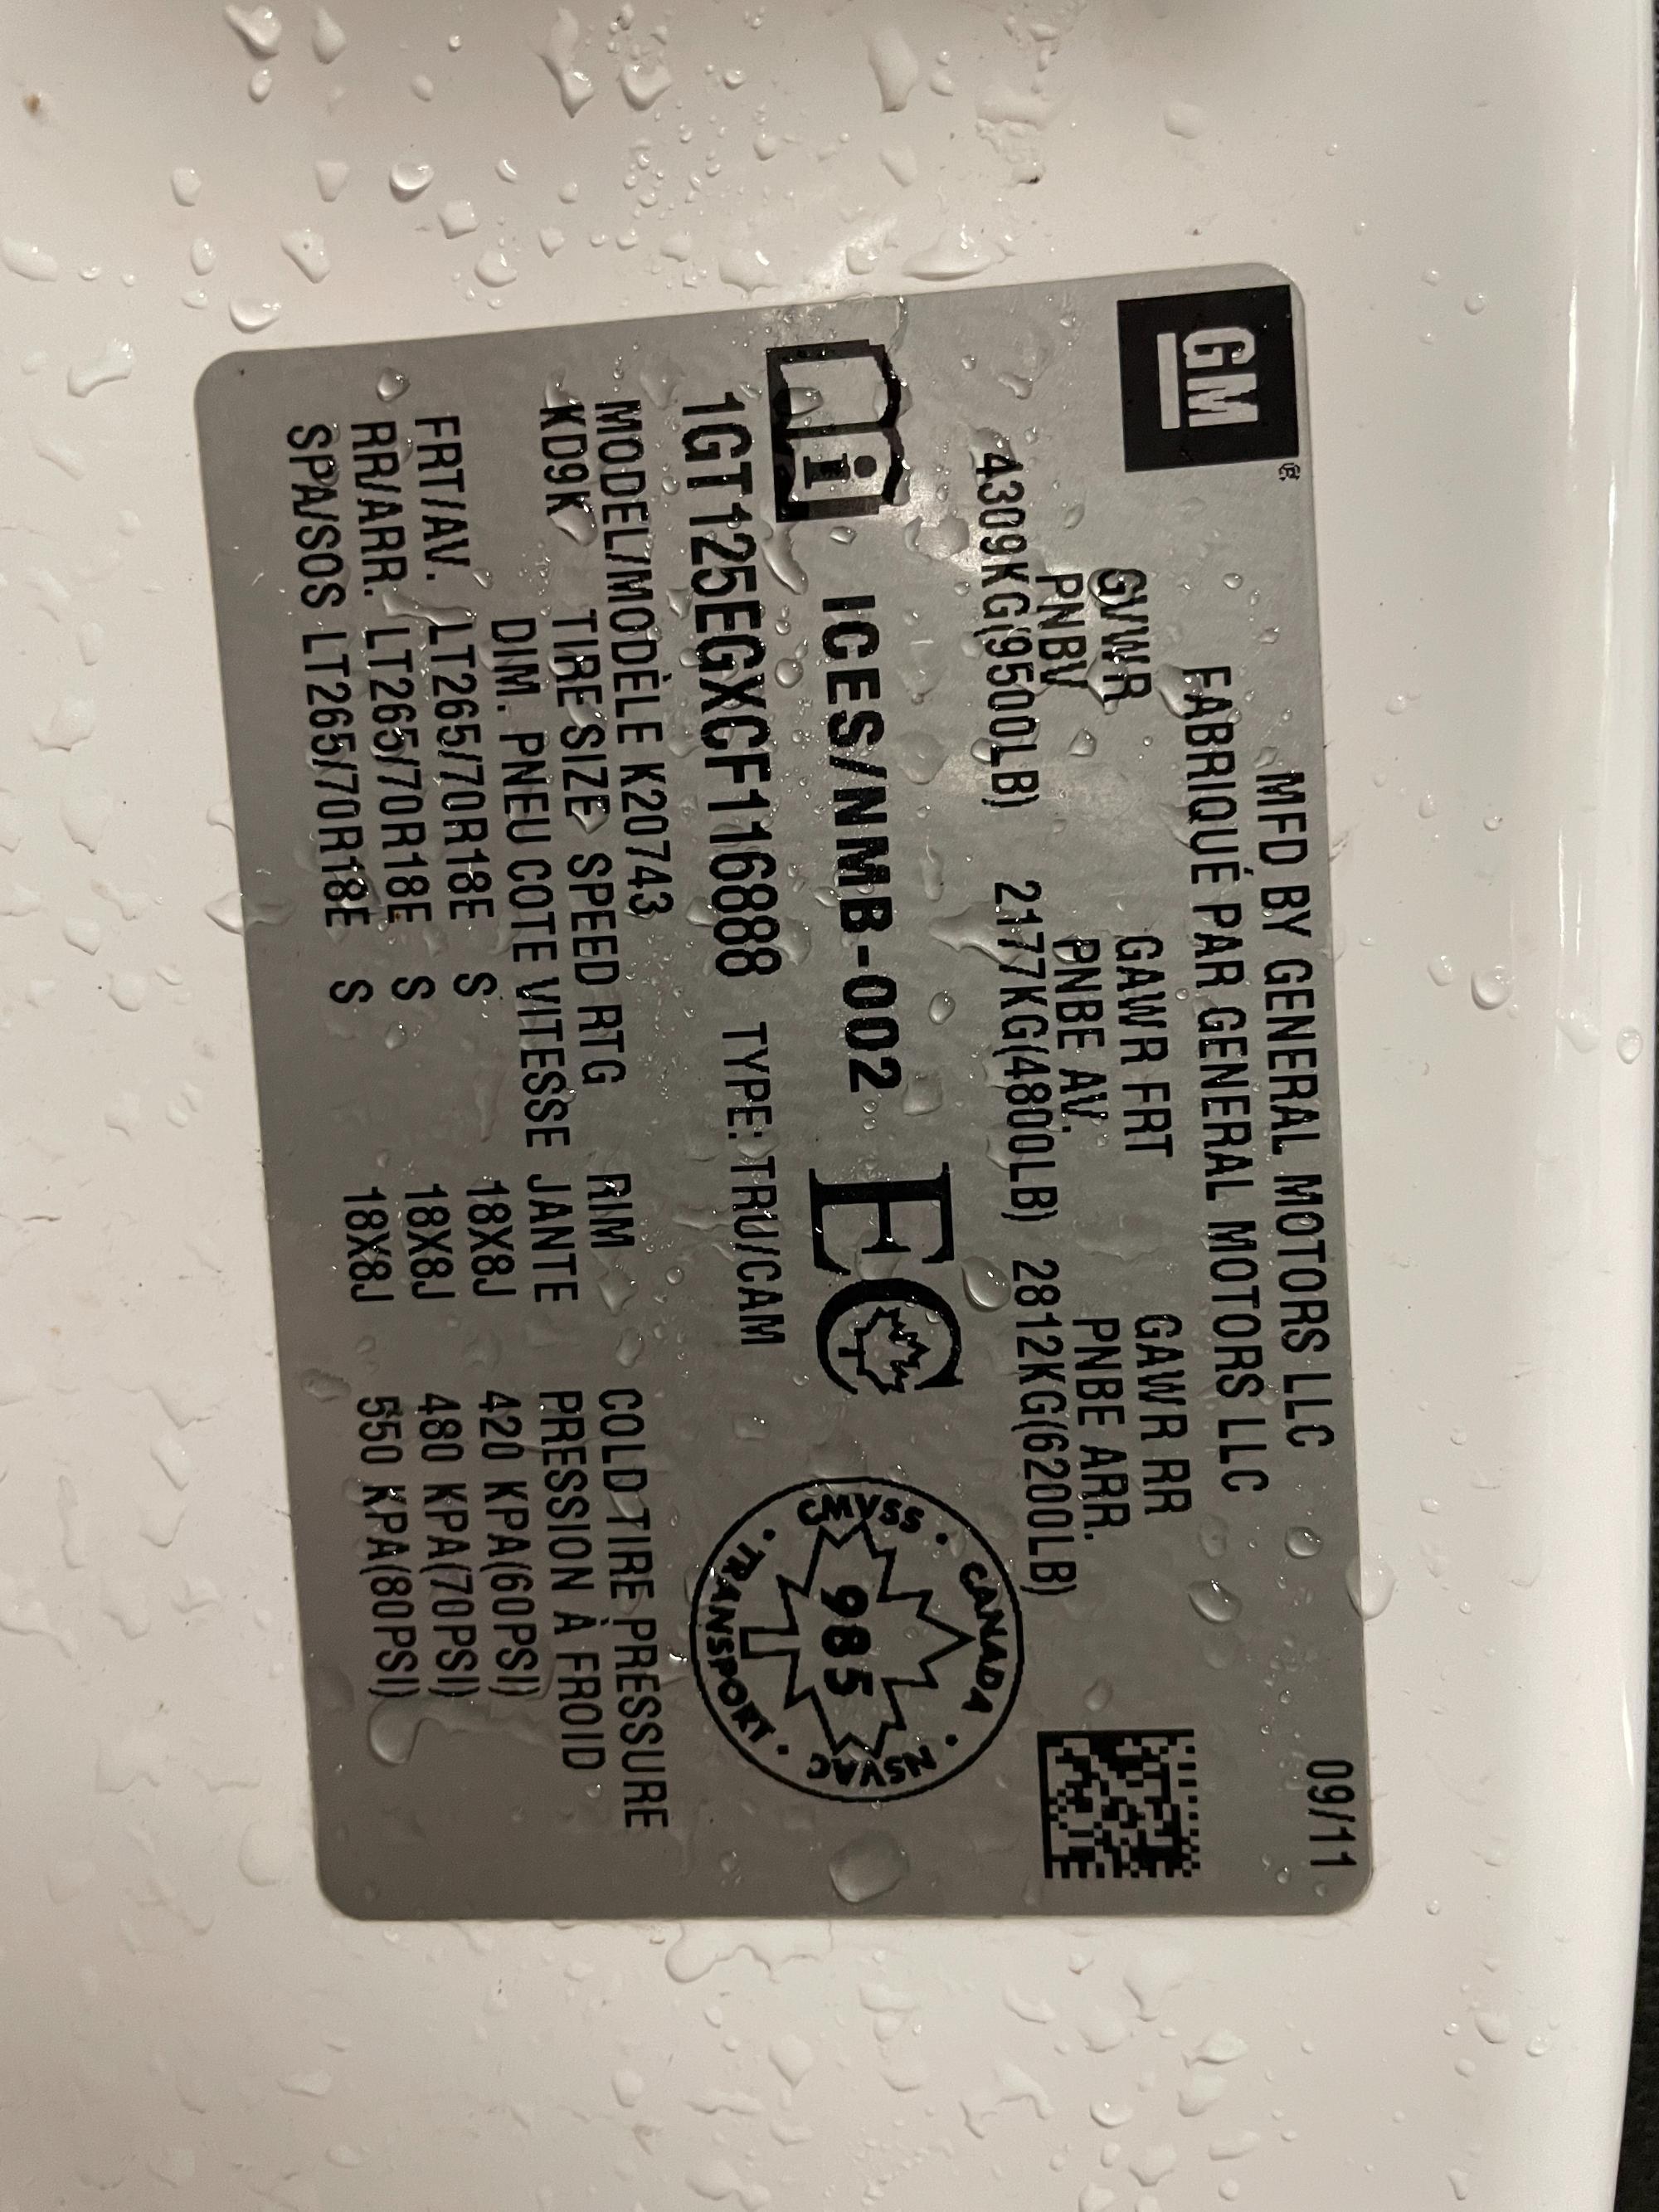 09/11
GM®
MFD BY GENERAL MOTORS LLC
FABRIQUÉ PAR GENERAL MOTORS LLC
GVWR GAWR FRT GAWR RR
PNBV PNBE AV. PNBE ARR.
4309KG(9500LB) 2177KG(4800LB) 2812KG(6200LB)
i ICES/NMB-002 EC
CANADA · NSVAC · TRANSPORT · CMVSS ·
985
1GT125EGXCF116888 TYPE: TRU/CAM
MODEL/MODÈLE K20743
KD9K TIRE SIZE SPEED RTG RIM COLD TIRE PRESSURE
DIM. PNEU COTE VITESSE JANTE PRESSION À FROID
FRT/AV. LT265/70R18E S 18X8J 420 KPA(60PSI)
RR/ARR. LT265/70R18E S 18X8J 480 KPA(70PSI)
SPA/SOS LT265/70R18E S 18X8J 550 KPA(80PSI)